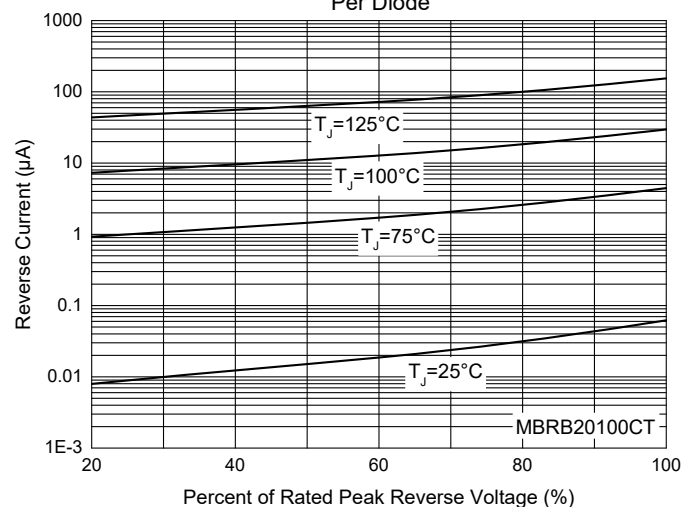 Per Diode
1000
100
10
1
0.1
0.01
1E-3
Reverse Current (μA)
T_J=125°C
T_J=100°C
T_J=75°C
T_J=25°C
MBRB20100CT
20
40
60
80
100
Percent of Rated Peak Reverse Voltage (%)